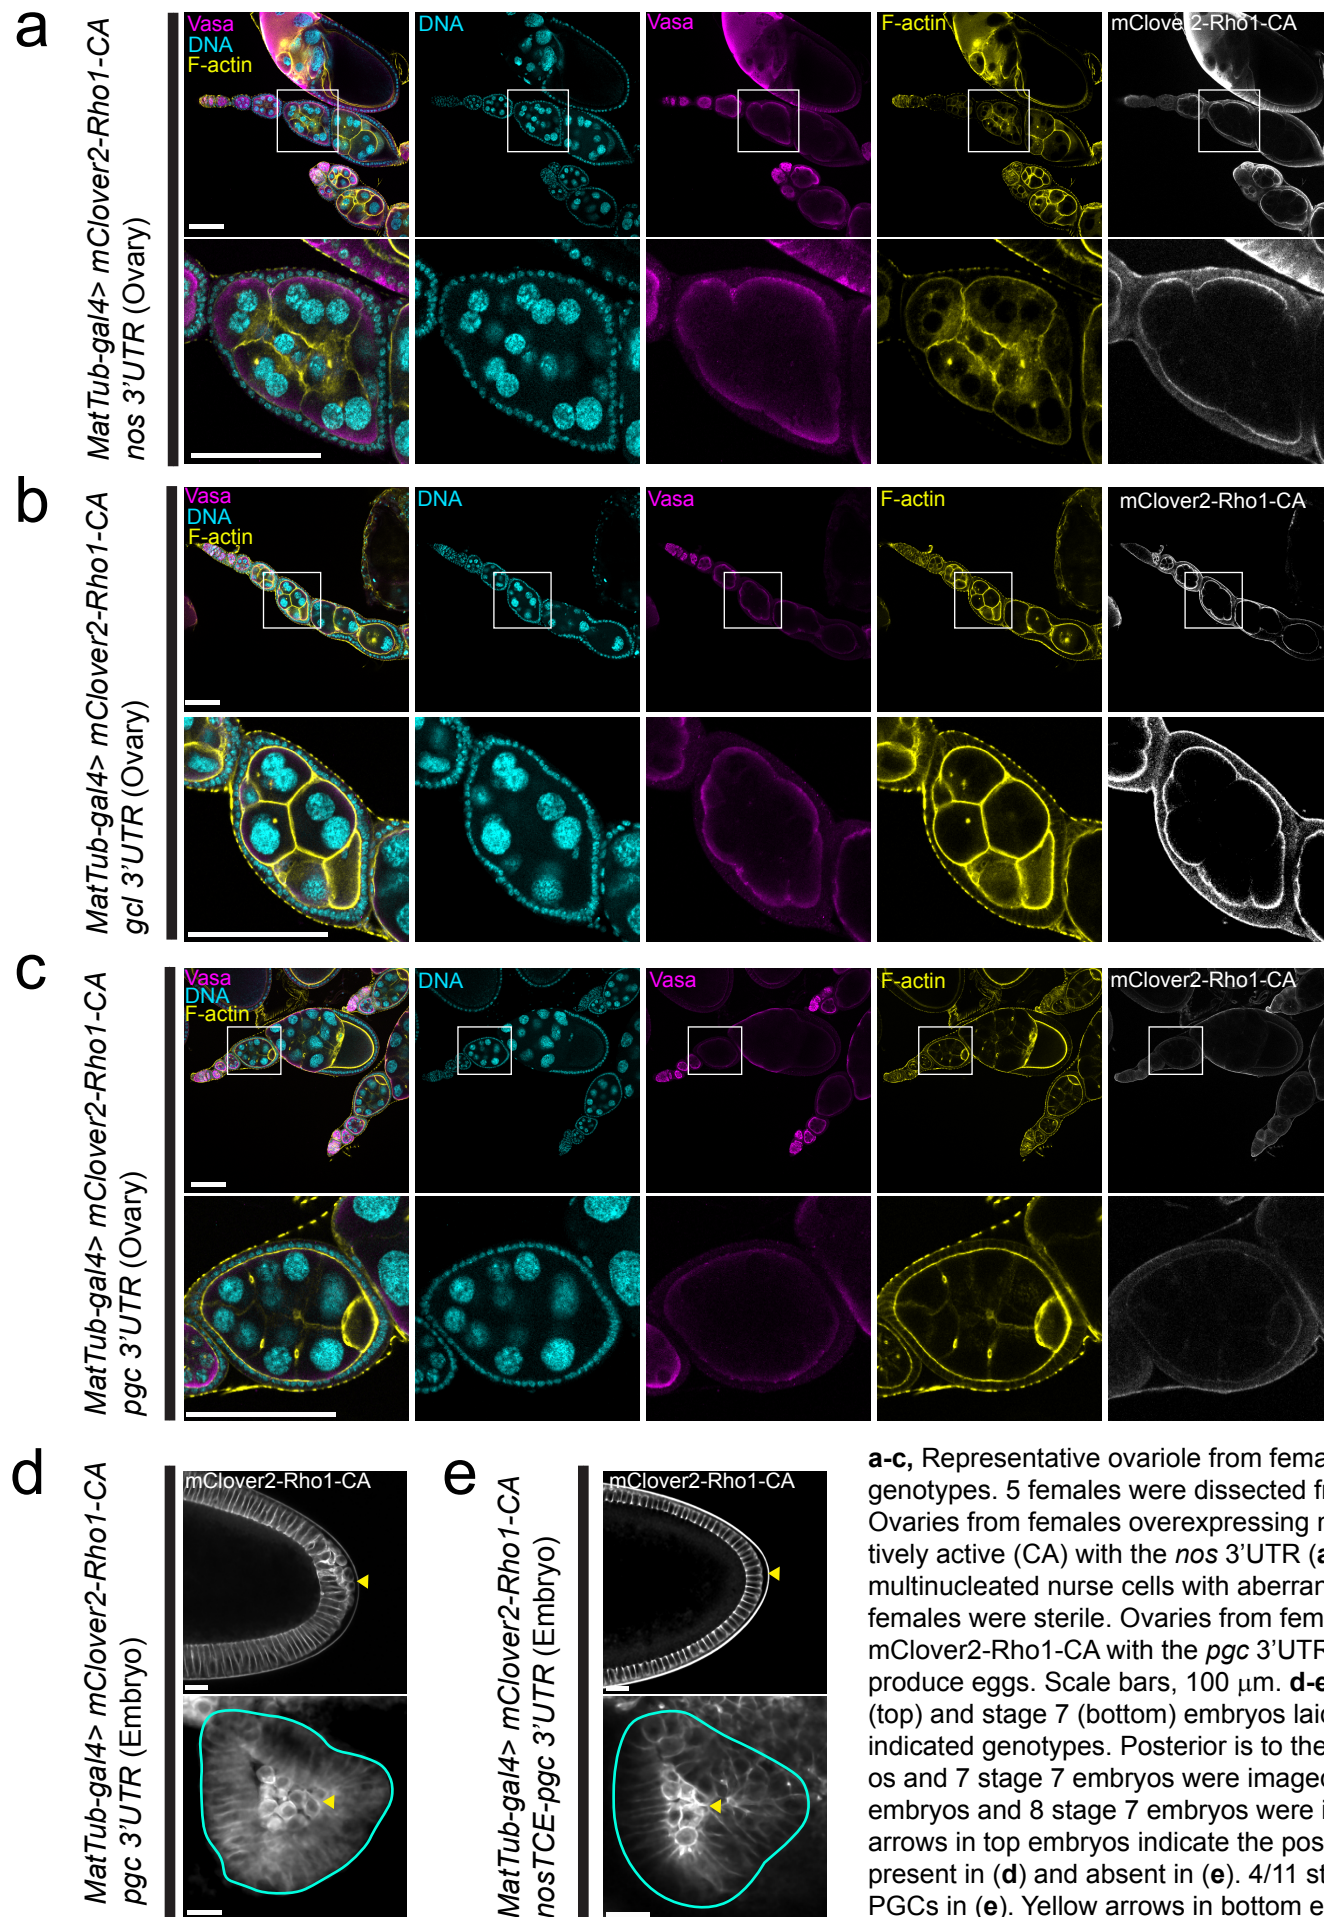 a
MatTub-gal4> mClover2-Rho1-CA
nos 3'UTR (Ovary)
Vasa
DNA
F-actin
DNA
Vasa
F-actin
mClover2-Rho1-CA
b
MatTub-gal4> mClover2-Rho1-CA
gcl 3'UTR (Ovary)
Vasa
DNA
F-actin
DNA
Vasa
F-actin
mClover2-Rho1-CA
c
MatTub-gal4> mClover2-Rho1-CA
pgc 3'UTR (Ovary)
Vasa
DNA
F-actin
DNA
Vasa
F-actin
mClover2-Rho1-CA
d
MatTub-gal4> mClover2-Rho1-CA
pgc 3'UTR (Embryo)
mClover2-Rho1-CA
e
MatTub-gal4> mClover2-Rho1-CA
nosTCE-pgc 3'UTR (Embryo)
mClover2-Rho1-CA
a-c, Representative ovariole from fema
genotypes. 5 females were dissected f
Ovaries from females overexpressing
tively active (CA) with the nos 3'UTR (a
multinucleated nurse cells with aberran
females were sterile. Ovaries from fem
mClover2-Rho1-CA with the pgc 3'UTR
produce eggs. Scale bars, 100 μm. d-e
(top) and stage 7 (bottom) embryos laid
indicated genotypes. Posterior is to the
os and 7 stage 7 embryos were imaged
embryos and 8 stage 7 embryos were i
arrows in top embryos indicate the pos
present in (d) and absent in (e). 4/11 st
PGCs in (e). Yellow arrows in bottom e